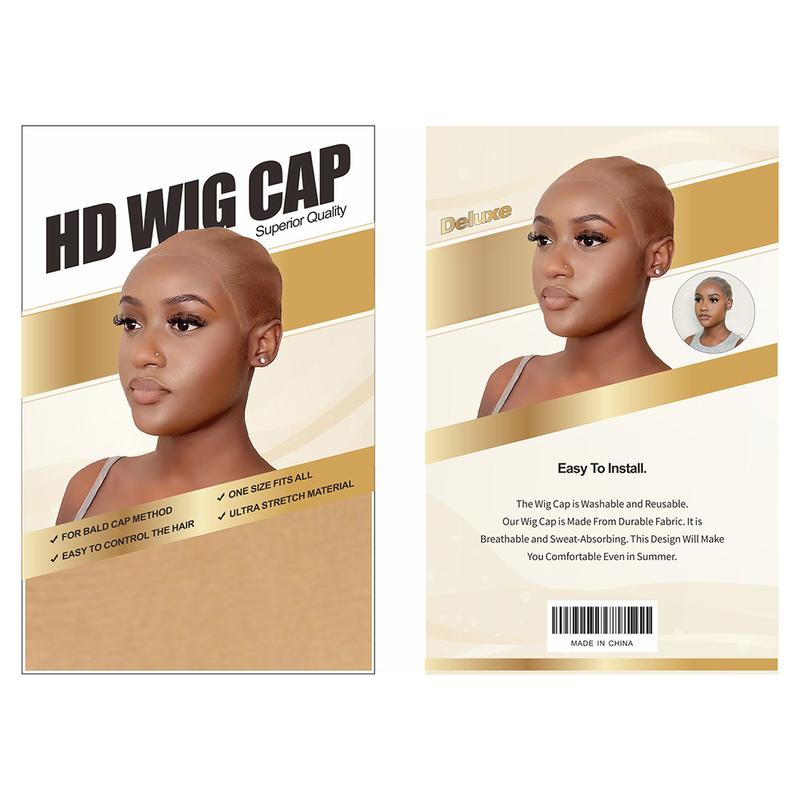 HD WIG CAP
Superior Quality
✓ FOR BALD CAP METHOD
✓ EASY TO CONTROL THE HAIR
✓ ONE SIZE FITS ALL
✓ ULTRA STRETCH MATERIAL
Deluxe
Easy To Install.
The Wig Cap is Washable and Reusable.
Our Wig Cap is Made From Durable Fabric. It is
Breathable and Sweat-Absorbing. This Design Will Make
You Comfortable Even in Summer.
MADE IN CHINA